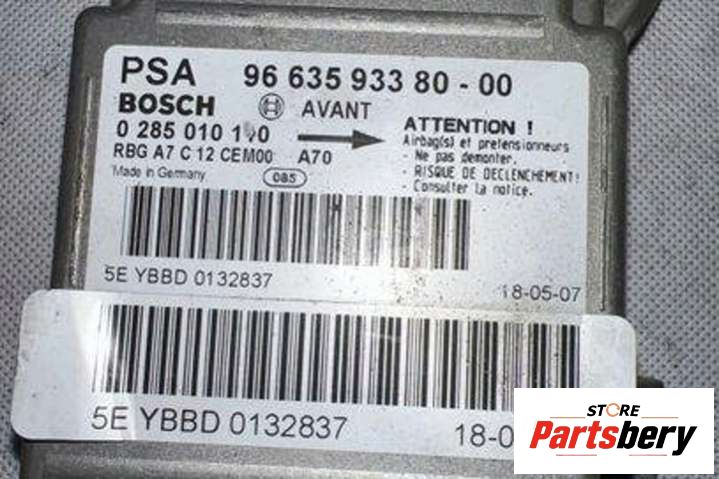 PSA 96 635 933 80 - 00
BOSCH AVANT
0 285 010 1
RBG A7 C 12 CEM00 A70
Made in Germany 085
ATTENTION !
Airbag(s) et pretensionneurs
- Ne pas demonter.
- RISQUE DE DECLENCHEMENT!
- Consulter la notice.
5E YBBD 0132837 18-05-07
5E YBBD 0132837 18-0
STORE
Partsbery